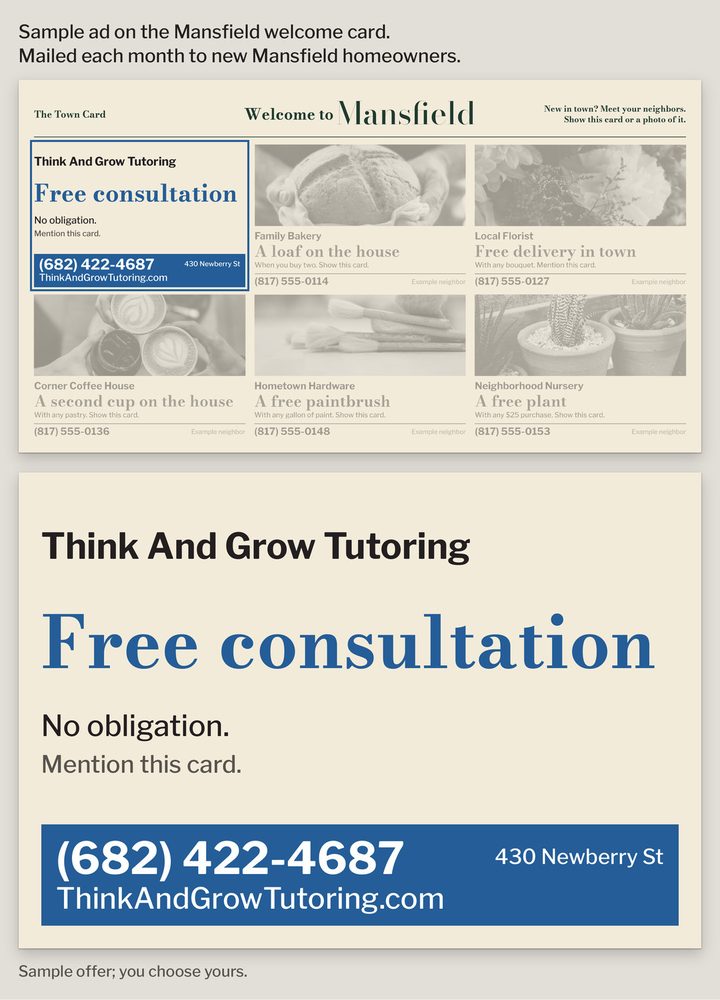 Sample ad on the Mansfield welcome card.
Mailed each month to new Mansfield homeowners.
The Town Card
Welcome to Mansfield
New in town? Meet your neighbors.
Show this card or a photo of it.
Think And Grow Tutoring
Free consultation
No obligation.
Mention this card.
(682) 422-4687
430 Newberry St
ThinkAndGrowTutoring.com
Family Bakery
A loaf on the house
When you buy two. Show this card.
(817) 555-0114
Example neighbor
Local Florist
Free delivery in town
With any bouquet. Mention this card.
(817) 555-0127
Example neighbor
Corner Coffee House
A second cup on the house
With any pastry. Show this card.
(817) 555-0136
Example neighbor
Hometown Hardware
A free paintbrush
With any gallon of paint. Show this card.
(817) 555-0148
Example neighbor
Neighborhood Nursery
A free plant
With any $25 purchase. Show this card.
(817) 555-0153
Example neighbor
Think And Grow Tutoring
Free consultation
No obligation.
Mention this card.
(682) 422-4687
430 Newberry St
ThinkAndGrowTutoring.com
Sample offer; you choose yours.